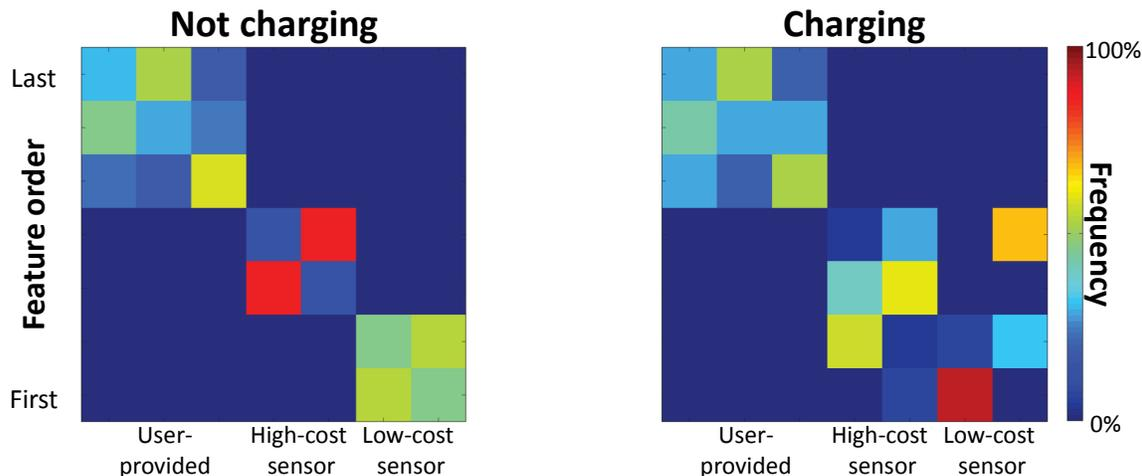 Not charging
Charging
Last
First
Feature order
User-
provided
High-cost
sensor
Low-cost
sensor
User-
provided
High-cost
sensor
Low-cost
sensor
100%
0%
Frequency